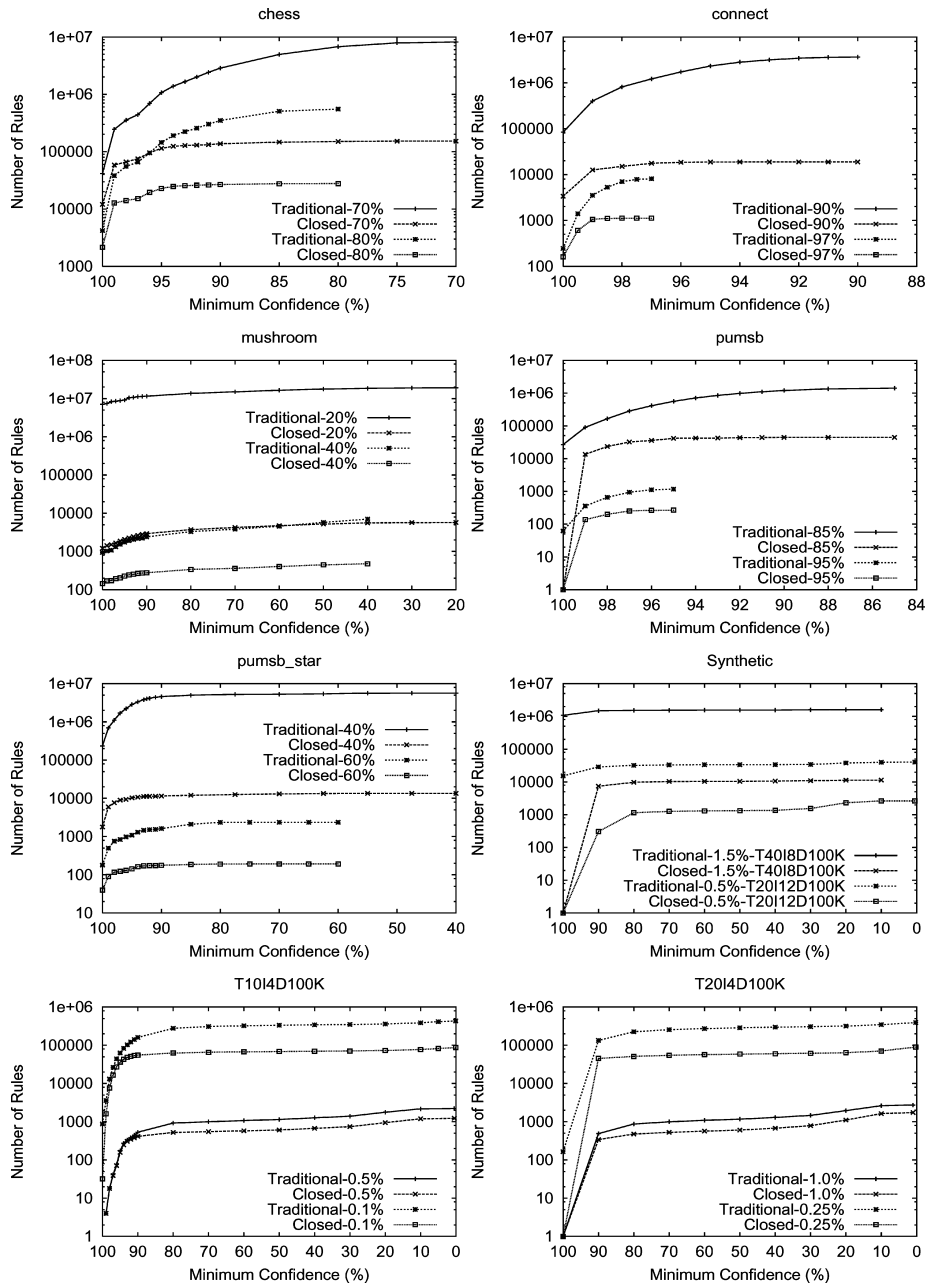 chess
1e+07
1e+06
100000
10000
1000
Number of Rules
Traditional-70%
Closed-70%
Traditional-80%
Closed-80%
100 95 90 85 80 75 70
Minimum Confidence (%)
connect
1e+07
1e+06
100000
10000
1000
100
Number of Rules
Traditional-90%
Closed-90%
Traditional-97%
Closed-97%
100 98 96 94 92 90 88
Minimum Confidence (%)
mushroom
1e+08
1e+07
1e+06
100000
10000
1000
100
Number of Rules
Traditional-20%
Closed-20%
Traditional-40%
Closed-40%
100 90 80 70 60 50 40 30 20
Minimum Confidence (%)
pumsb
1e+07
1e+06
100000
10000
1000
100
1
1
Number of Rules
Traditional-85%
Closed-85%
Traditional-95%
Closed-95%
100 98 96 94 92 90 88 86 84
Minimum Confidence (%)
pumsb_star
1e+07
1e+06
100000
10000
1000
100
10
Number of Rules
Traditional-40%
Closed-40%
Traditional-60%
Closed-60%
100 90 80 70 60 50 40
Minimum Confidence (%)
Synthetic
1e+07
1e+06
100000
10000
1000
100
10
1
Number of Rules
Traditional-1.5%-T40I8D100K
Closed-1.5%-T40I8D100K
Traditional-0.5%-T20I12D100K
Closed-0.5%-T20I12D100K
100 90 80 70 60 50 40 30 20 10 0
Minimum Confidence (%)
T10I4D100K
1e+06
100000
10000
1000
100
10
1
Number of Rules
Traditional-0.5%
Closed-0.5%
Traditional-0.1%
Closed-0.1%
100 90 80 70 60 50 40 30 20 10 0
Minimum Confidence (%)
T20I4D100K
1e+06
100000
10000
1000
100
10
1
Number of Rules
Traditional-1.0%
Closed-1.0%
Traditional-0.25%
Closed-0.25%
100 90 80 70 60 50 40 30 20 10 0
Minimum Confidence (%)